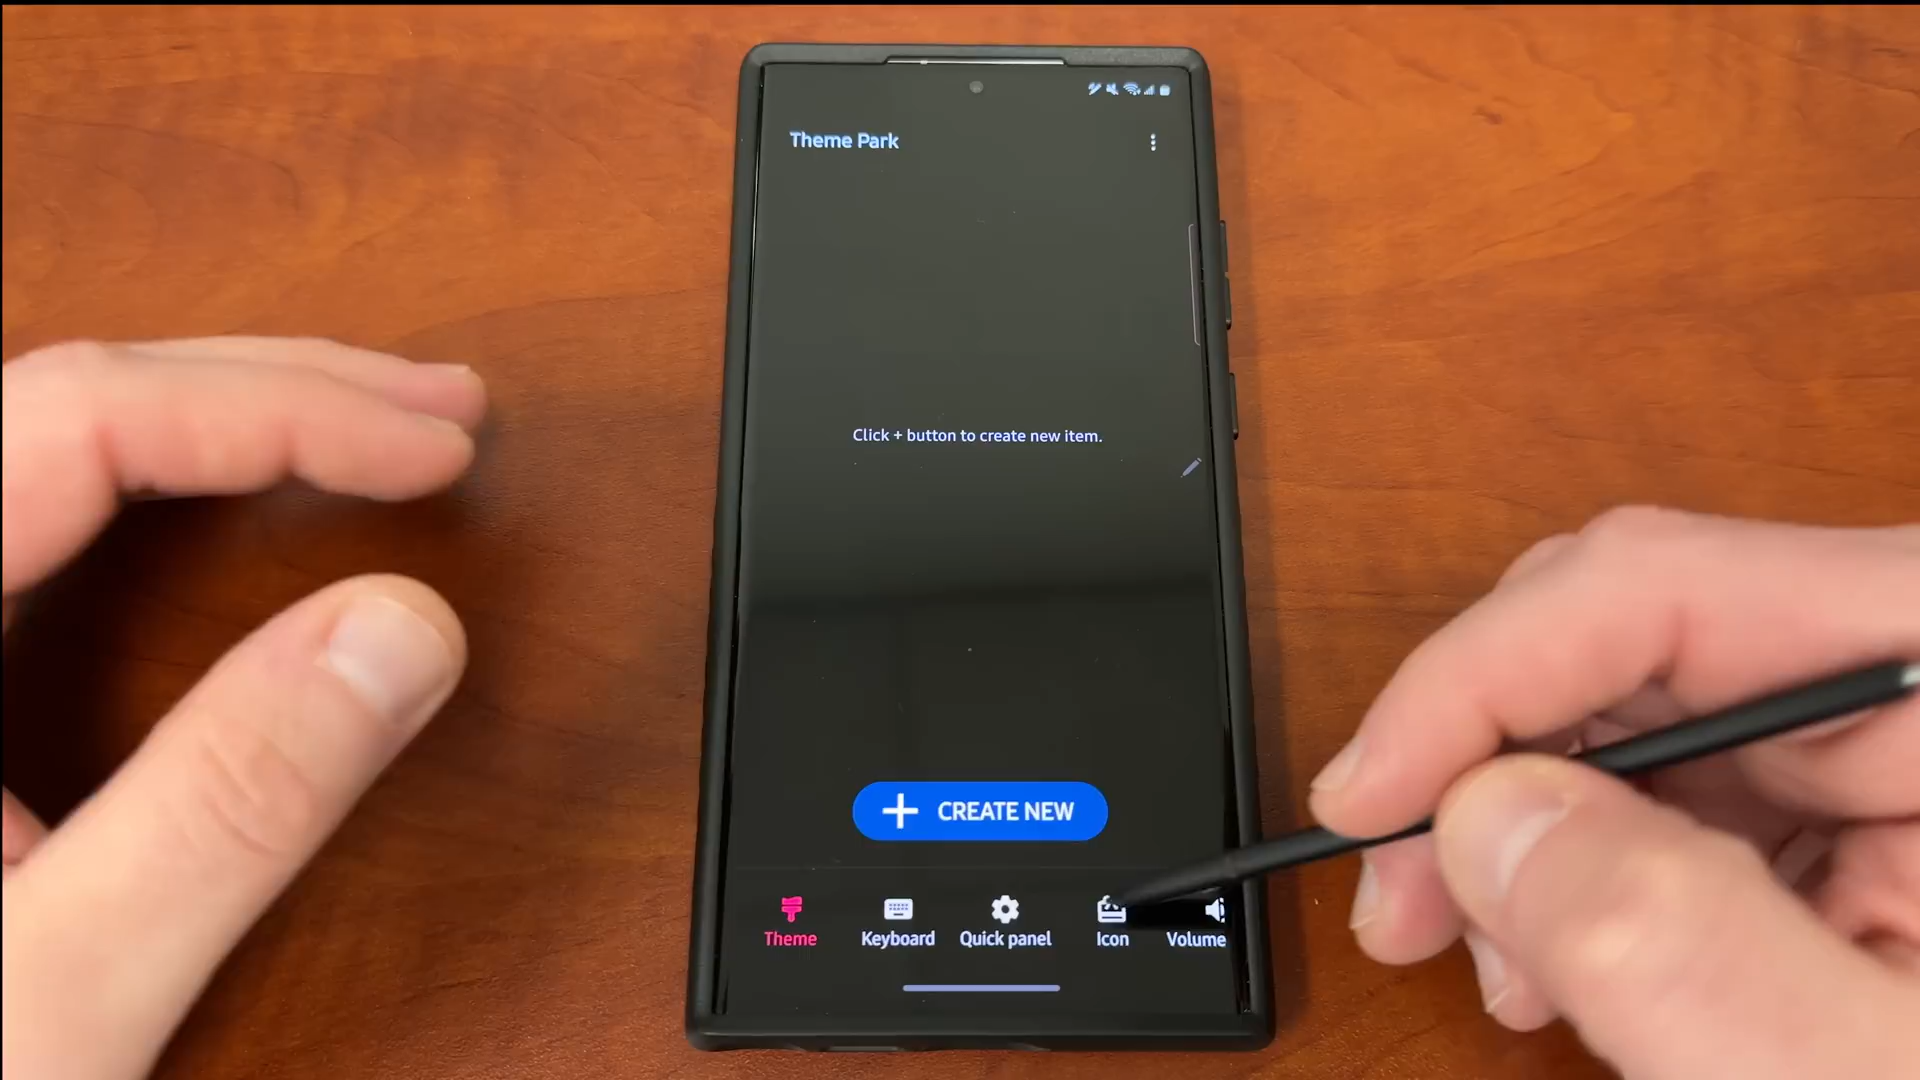 Theme Park
Click + button to create new item.
+ CREATE NEW
Theme
Keyboard
Quick panel
Icon
Volume